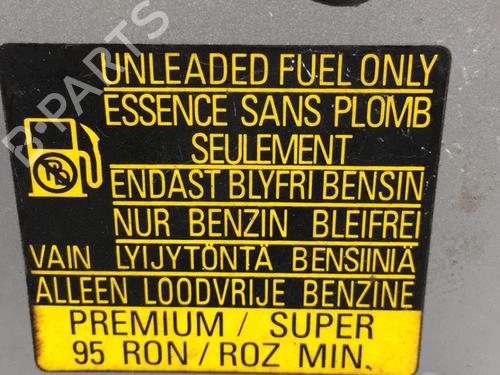 UNLEADED FUEL ONLY
ESSENCE SANS PLOMB
SEULEMENT
ENDAST BLYFRI BENSIN
NUR BENZIN BLEIFREI
VAIN LYIJYTÖNTÄ BENSIINIÄ
ALLEEN LOODVRIJE BENZINE
PREMIUM / SUPER
95 RON / ROZ MIN.
B-PARTS